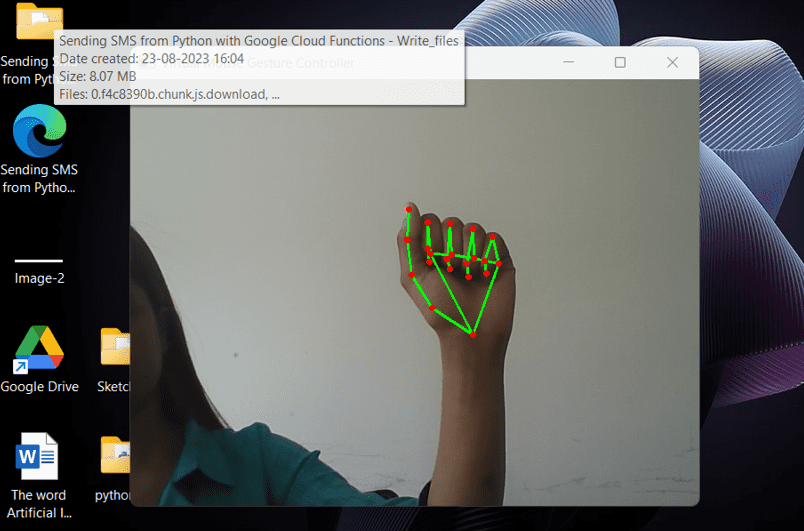 Sending SMS from Python with Google Cloud Functions - Write_files
Date created: 23-08-2023 16:04
Size: 8.07 MB
Files: 0.f4c8390b.chunk.js.download, ...
Gesture Controller
Sending
from Pyth
Sending SMS
from Pytho...
Image-2
Google Drive
Sketch
The word
Artificial I...
python